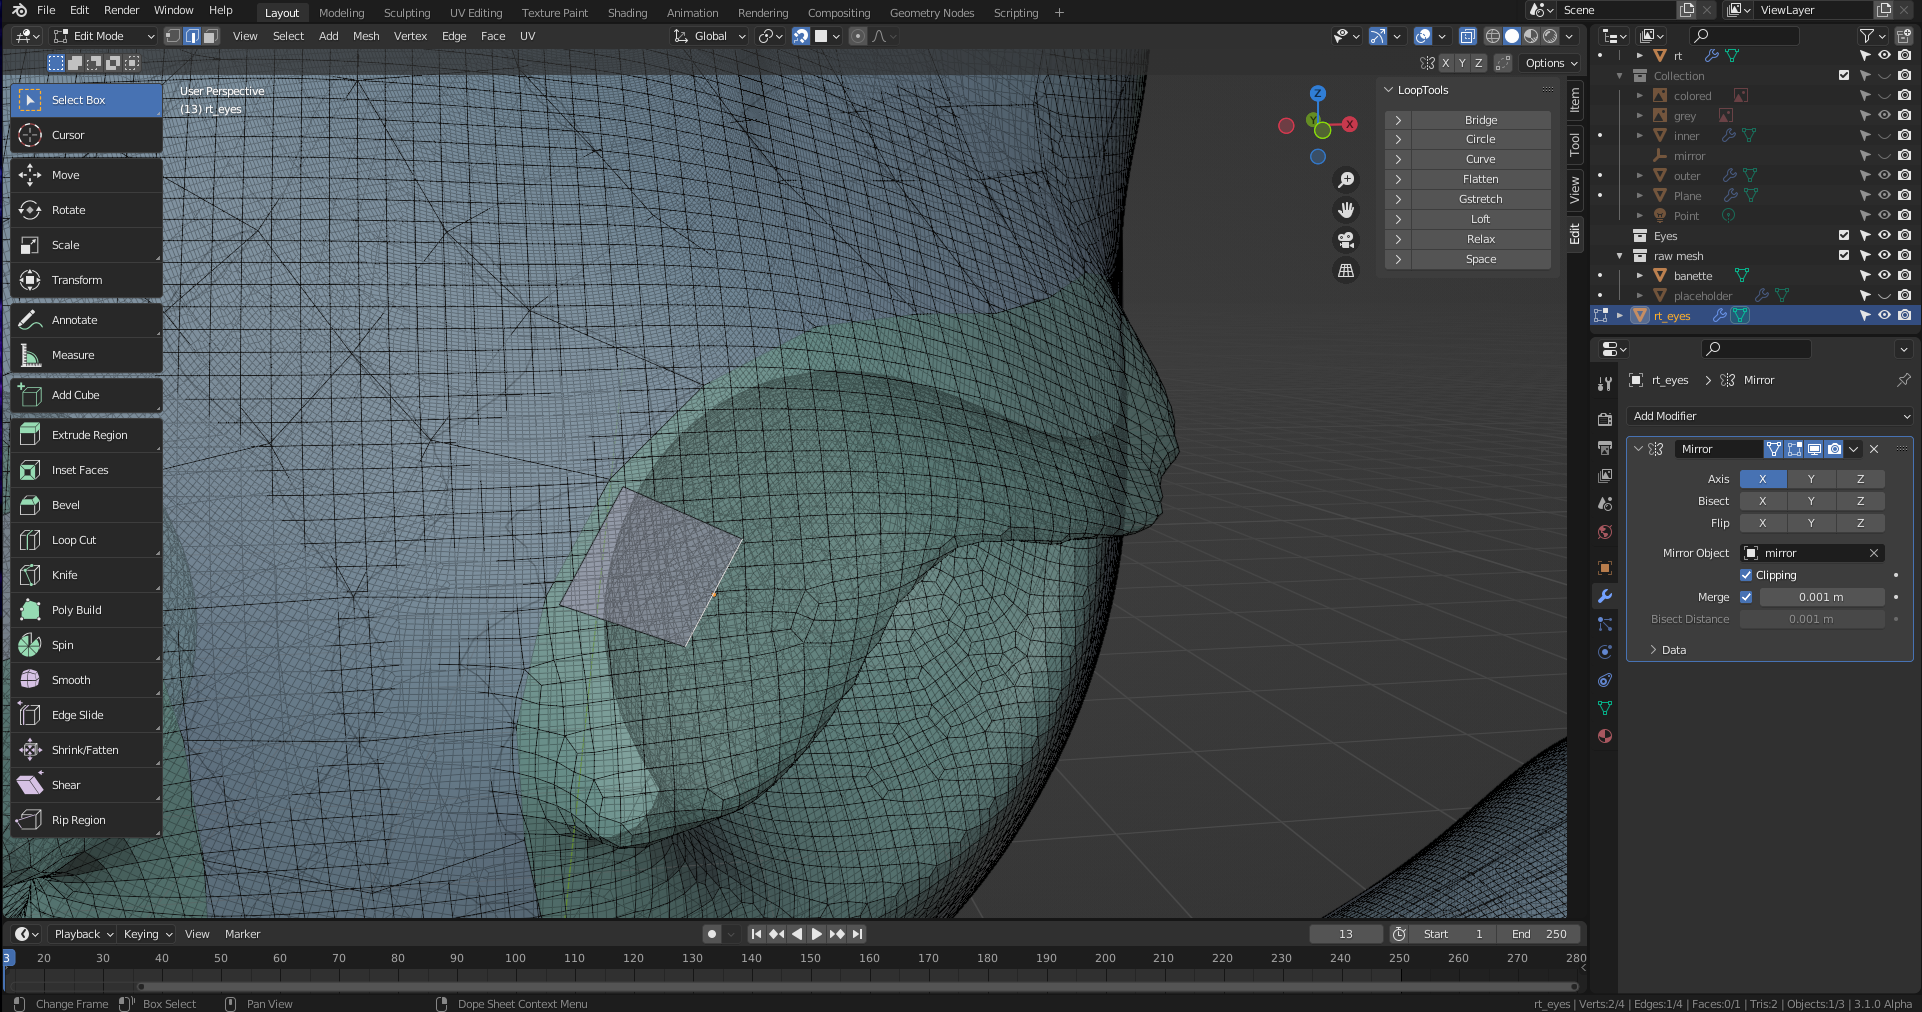 File Edit Render Window Help Layout Modeling Sculpting UV Editing Texture Paint Shading Animation Rendering Compositing Geometry Nodes Scripting + Scene ViewLayer
Edit Mode View Select Add Mesh Vertex Edge Face UV Global
X Y Z Options
User Perspective
(13) rt_eyes
Select Box
Cursor
Move
Rotate
Scale
Transform
Annotate
Measure
Add Cube
Extrude Region
Inset Faces
Bevel
Loop Cut
Knife
Poly Build
Spin
Smooth
Edge Slide
Shrink/Fatten
Shear
Rip Region
Z
Y
X
LoopTools
Bridge
Circle
Curve
Flatten
Gstretch
Loft
Relax
Space
Item
Tool
View
Edit
rt
Collection
colored
grey
inner
mirror
outer
Plane
Point
Eyes
raw mesh
banette
placeholder
rt_eyes
rt_eyes Mirror
Add Modifier
Mirror
Axis X Y Z
Bisect X Y Z
Flip X Y Z
Mirror Object mirror
Clipping
Merge 0.001 m
Bisect Distance 0.001 m
Data
Playback Keying View Marker 13 Start 1 End 250
3 20 30 40 50 60 70 80 90 100 110 120 130 140 150 160 170 180 190 200 210 220 230 240 250 260 270 280
Change Frame Box Select Pan View Dope Sheet Context Menu rt_eyes | Verts:2/4 | Edges:1/4 | Faces:0/1 | Tris:2 | Objects:1/3 | 3.1.0 Alpha